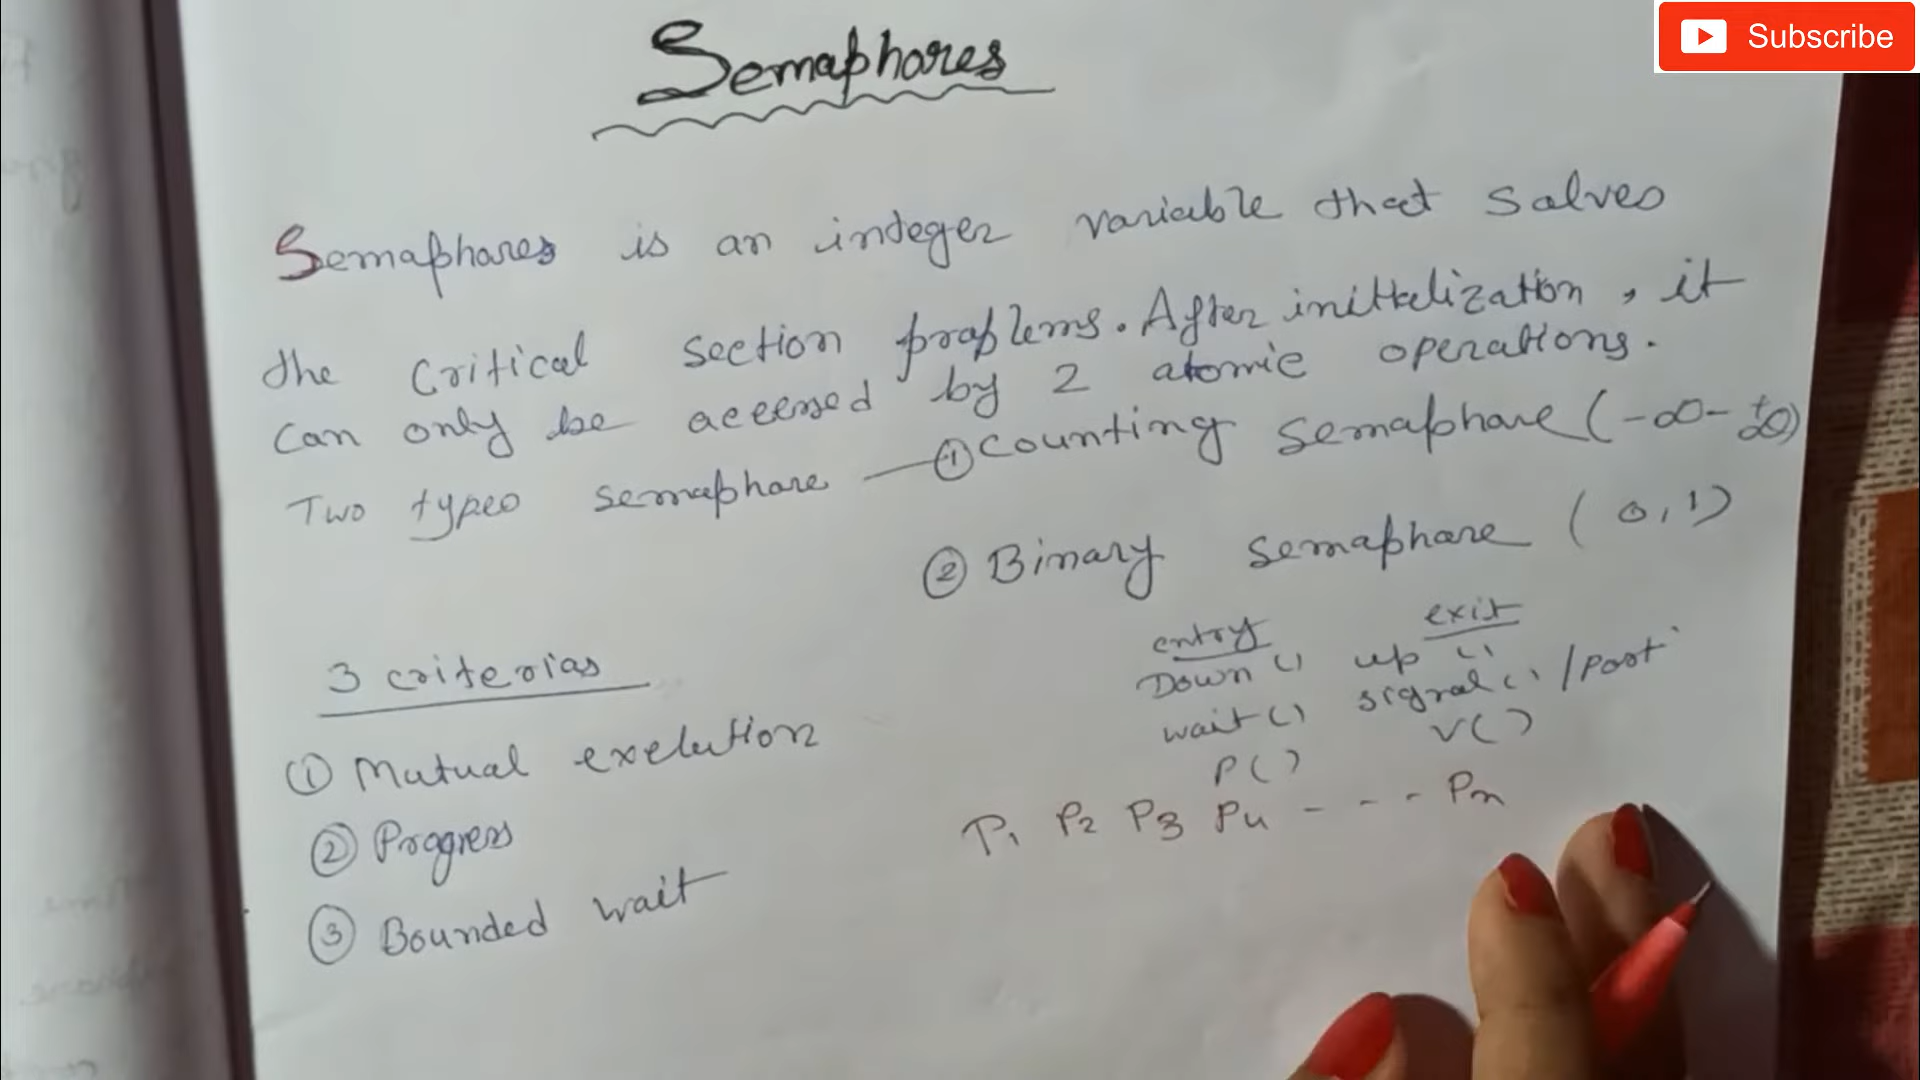 Subscribe
Semaphores
Semaphores is an integer variable that solves
the critical section problems. After initialization, it
can only be accessed by 2 atomic operations.
Two types semaphore — ① Counting semaphore (-∞ - +∞)
② Binary semaphore (0,1)
entry exit
Down () up ()
wait () signal () / post
P() V()
P1 P2 P3 P4 - - - Pn
3 criterias
① Mutual exclution
② Progress
③ Bounded wait